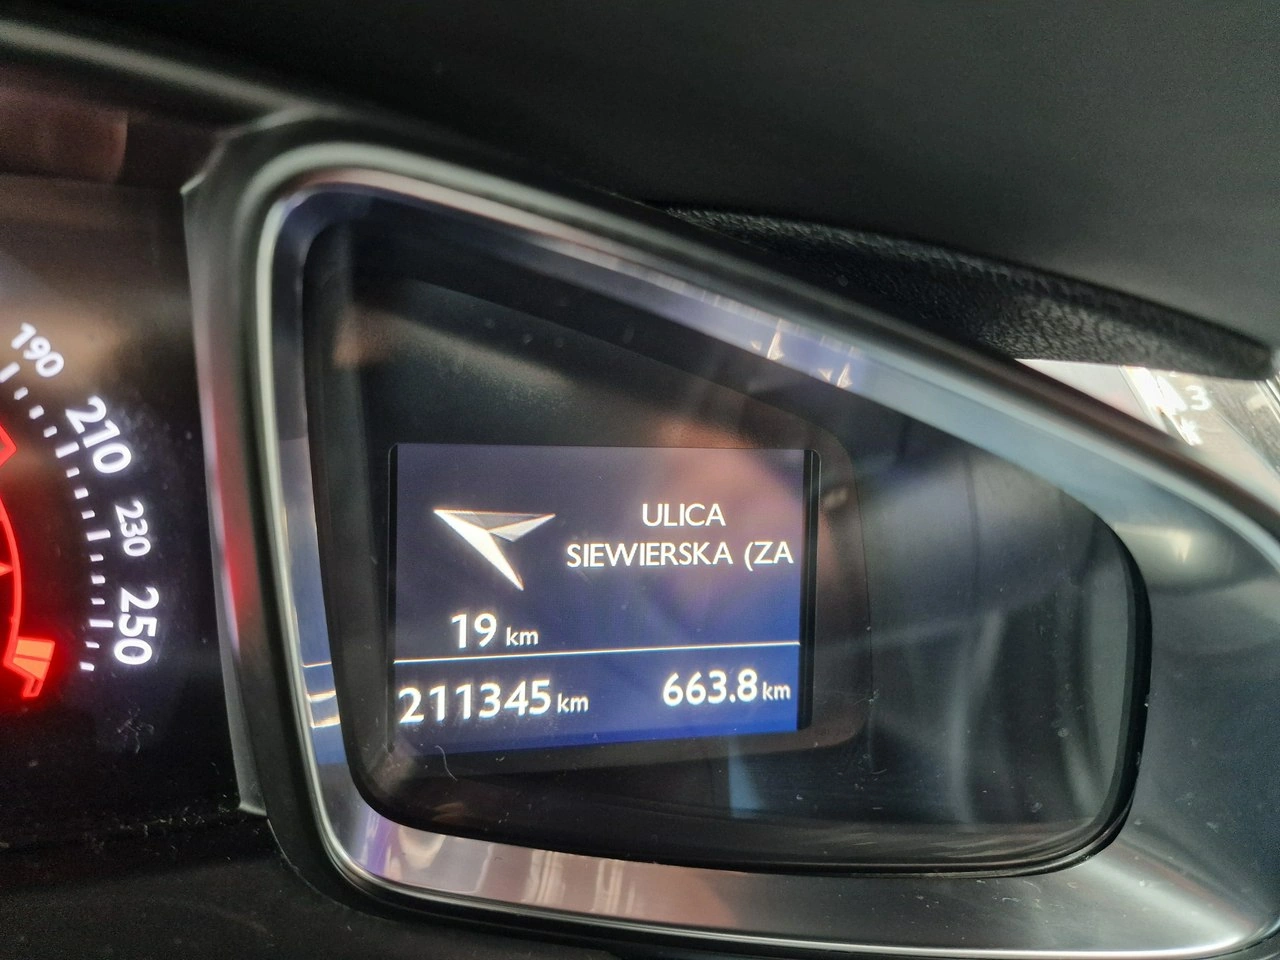 190
210
230
250
ULICA
SIEWIERSKA (ZA
19 km
211345 km 663.8 km